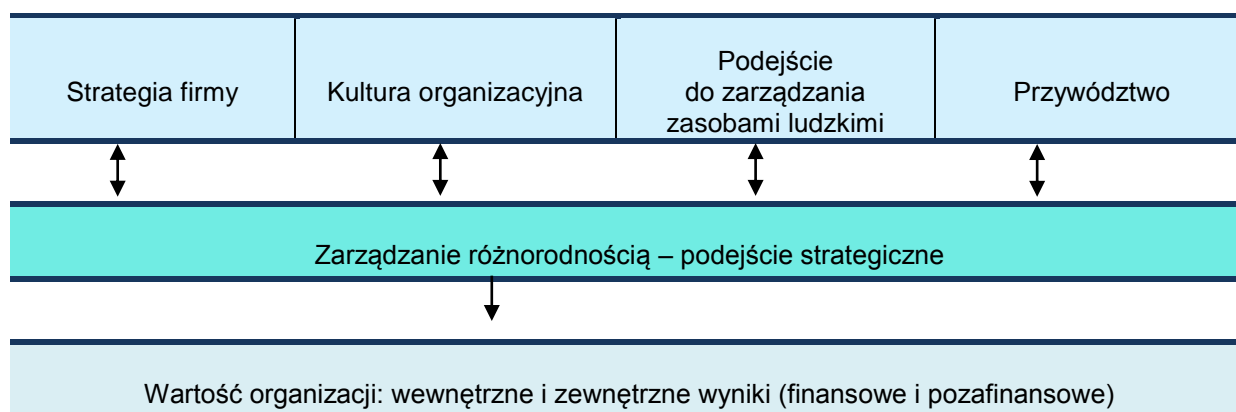 Strategia firmy
Kultura organizacyjna
Podejście
do zarządzania
zasobami ludzkimi
Przywództwo
Zarządzanie różnorodnością – podejście strategiczne
Wartość organizacji: wewnętrzne i zewnętrzne wyniki (finansowe i pozafinansowe)